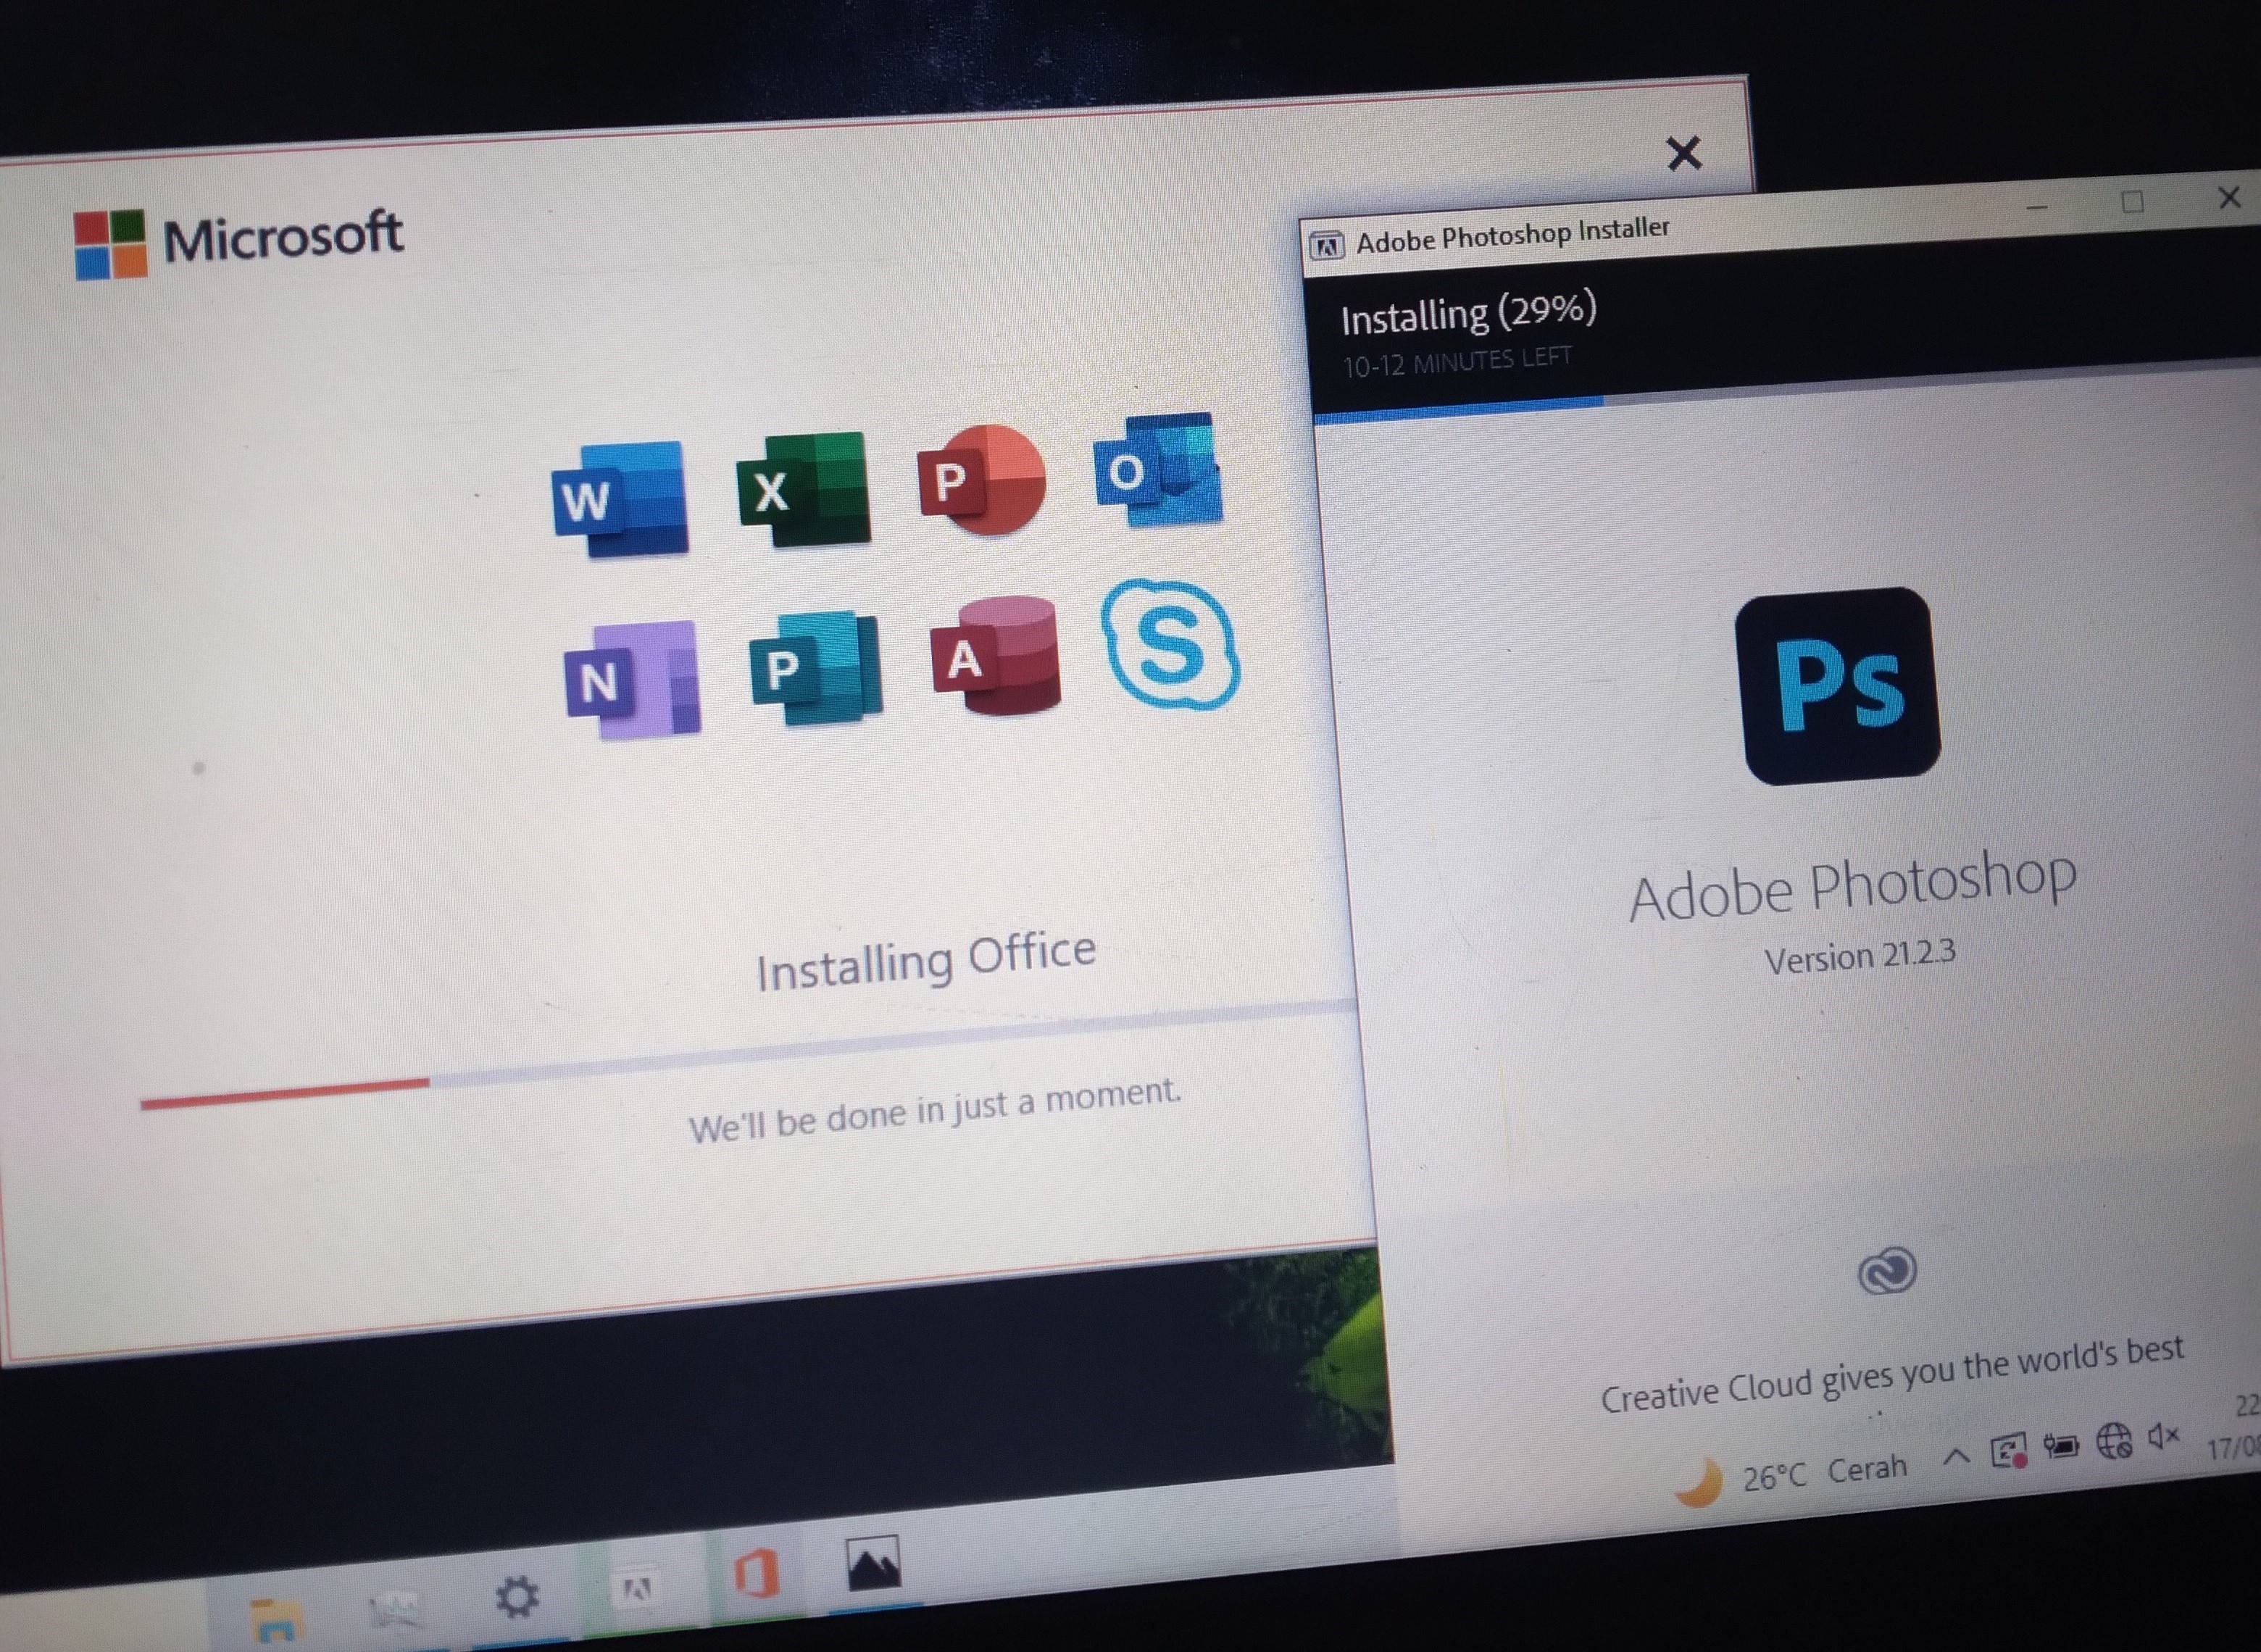 Microsoft
W X P O
N P A S
Installing Office
We'll be done in just a moment.
Adobe Photoshop Installer
Installing (29%)
10-12 MINUTES LEFT
Ps
Adobe Photoshop
Version 21.2.3
Creative Cloud gives you the world's best
26°C Cerah
22
17/08